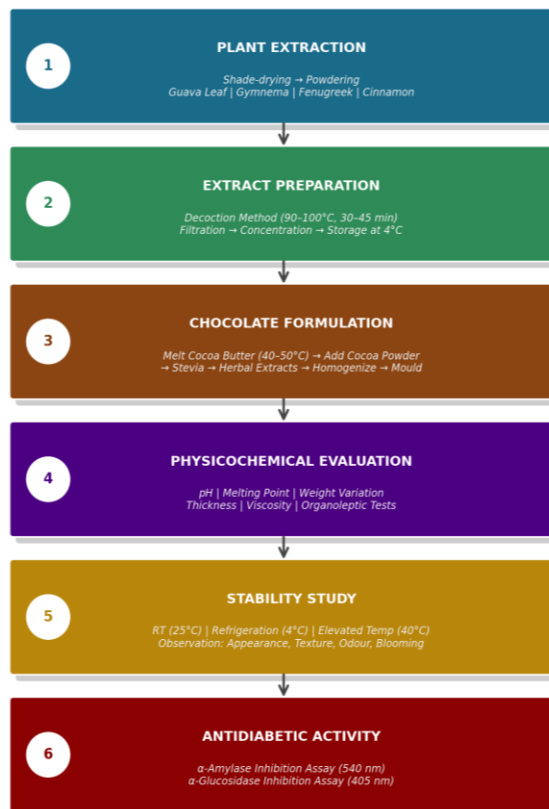 PLANT EXTRACTION
1
Shade-drying → Powdering
Guava Leaf | Gymnema | Fenugreek | Cinnamon
EXTRACT PREPARATION
2
Decoction Method (90–100°C, 30–45 min)
Filtration → Concentration → Storage at 4°C
CHOCOLATE FORMULATION
3
Melt Cocoa Butter (40–50°C) → Add Cocoa Powder
→ Stevia → Herbal Extracts → Homogenize → Mould
PHYSICOCHEMICAL EVALUATION
4
pH | Melting Point | Weight Variation
Thickness | Viscosity | Organoleptic Tests
STABILITY STUDY
5
RT (25°C) | Refrigeration (4°C) | Elevated Temp (40°C)
Observation: Appearance, Texture, Odour, Blooming
ANTIDIABETIC ACTIVITY
6
α-Amylase Inhibition Assay (540 nm)
α-Glucosidase Inhibition Assay (405 nm)